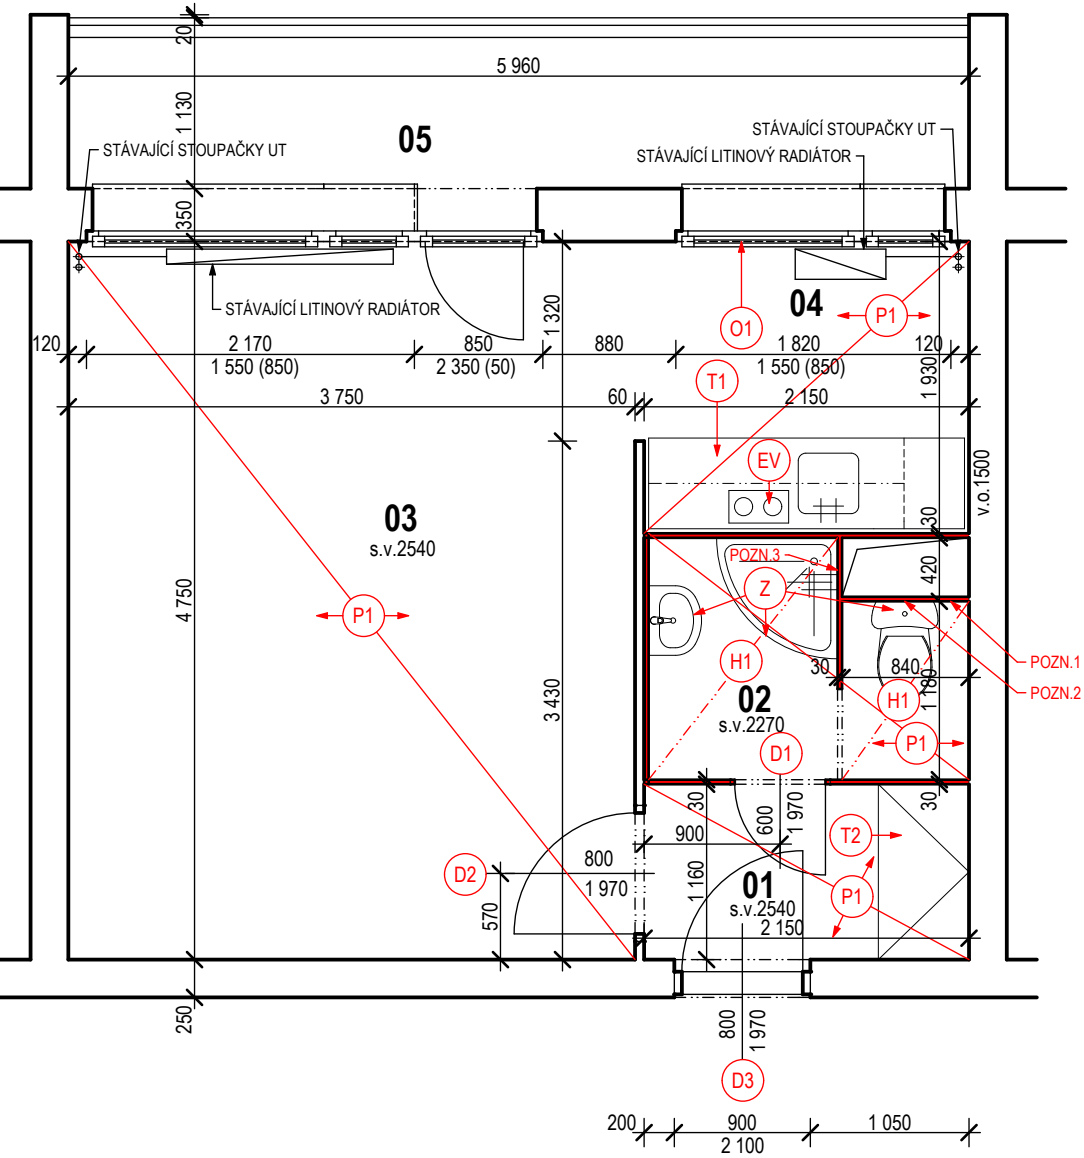 20
5 960
1 130
05
STÁVAJÍCÍ STOUPAČKY UT
STÁVAJÍCÍ STOUPAČKY UT
STÁVAJÍCÍ LITINOVÝ RADIÁTOR
350
STÁVAJÍCÍ LITINOVÝ RADIÁTOR
1 320
04
P1
O1
120
2 170
1 550 (850)
850
2 350 (50)
880
1 820
1 550 (850)
120
1 930
T1
3 750
60
2 150
EV
v.o.1500
03
s.v.2540
30
POZN.3
420
Z
4 750
P1
H1
30
840
POZN.1
POZN.2
1 180
H1
02
s.v.2270
3 430
P1
D1
30
30
600
1 970
900
T2
800
1 970
D2
1 160
01
s.v.2540
P1
570
2 150
250
800
1 970
D3
200
900
2 100
1 050